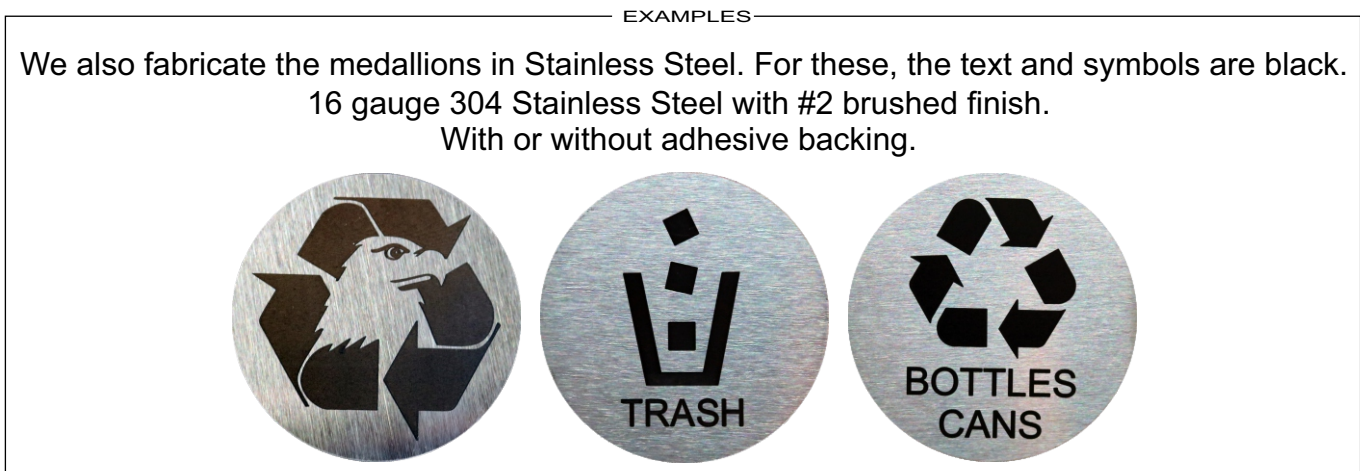 EXAMPLES
We also fabricate the medallions in Stainless Steel. For these, the text and symbols are black.
16 gauge 304 Stainless Steel with #2 brushed finish.
With or without adhesive backing.
TRASH
BOTTLES
CANS